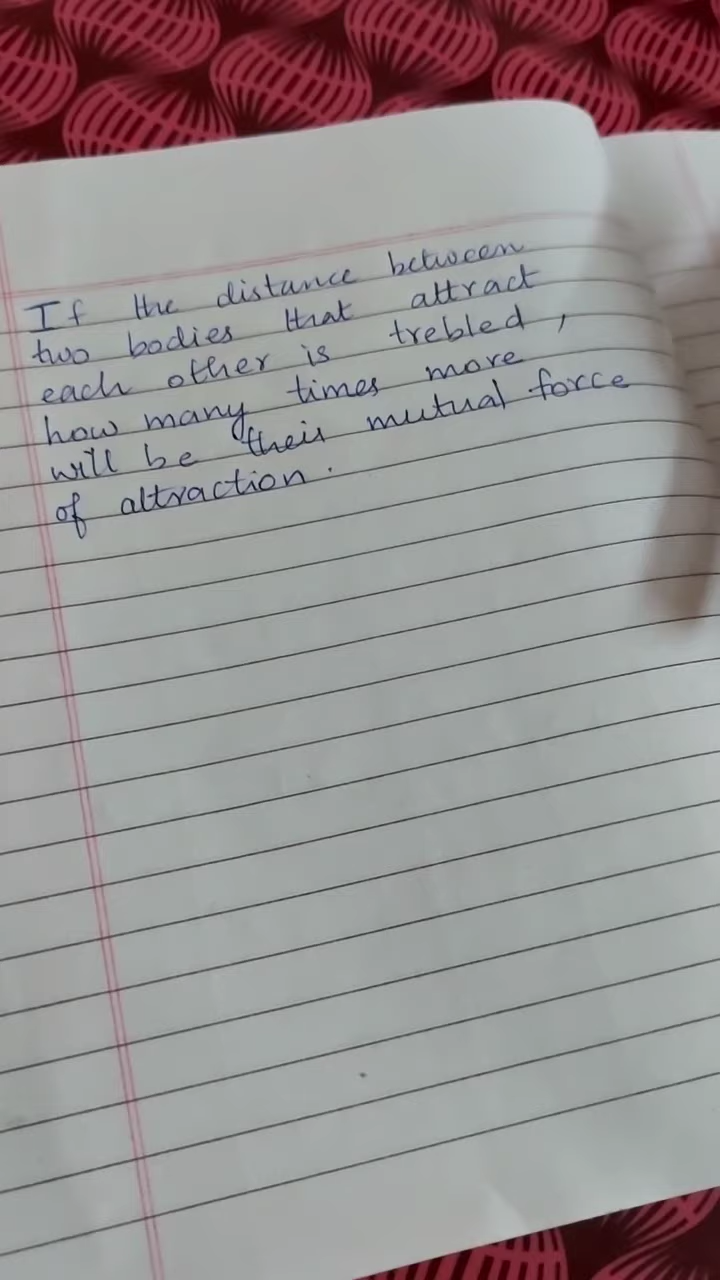 If the distance between
two bodies that attract
each other is trebled,
how many times more
will be their mutual force
of attraction.